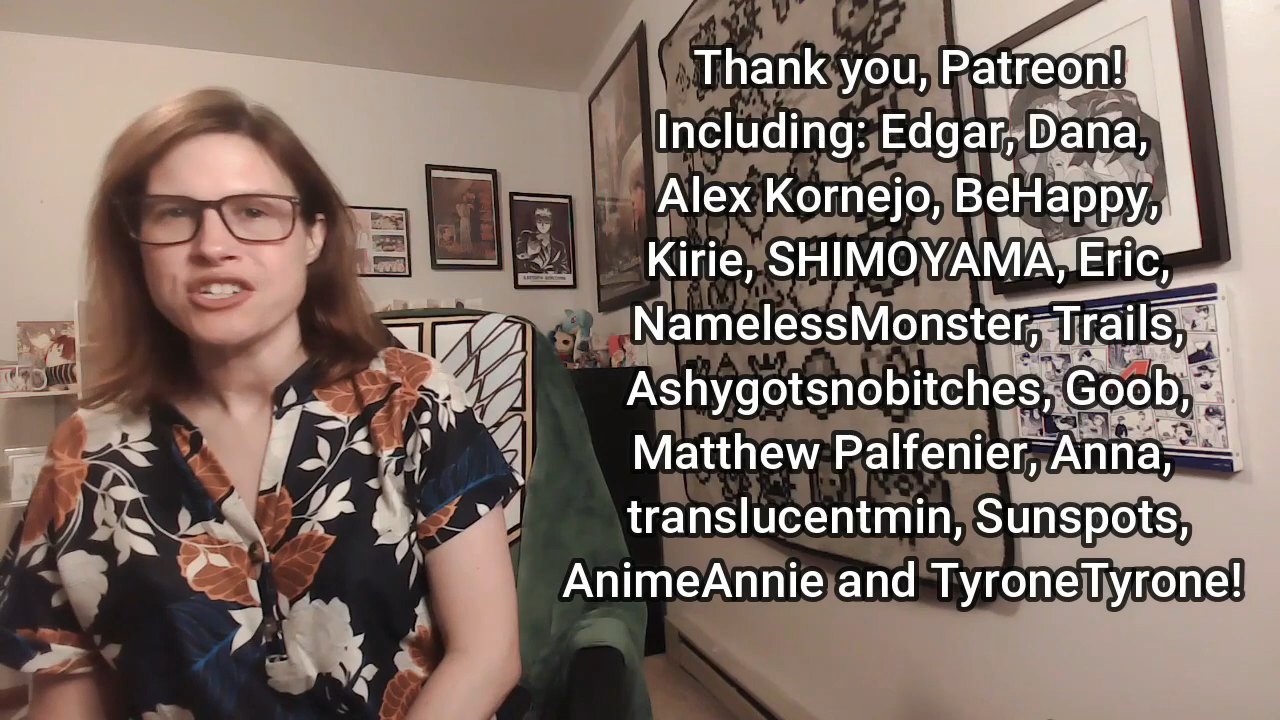 Thank you, Patreon!
Including: Edgar, Dana,
Alex Kornejo, BeHappy,
Kirie, SHIMOYAMA, Eric,
NamelessMonster, Trails,
Ashygotsnobitches, Goob,
Matthew Palfenier, Anna,
translucentmin, Sunspots,
AnimeAnnie and TyroneTyrone!